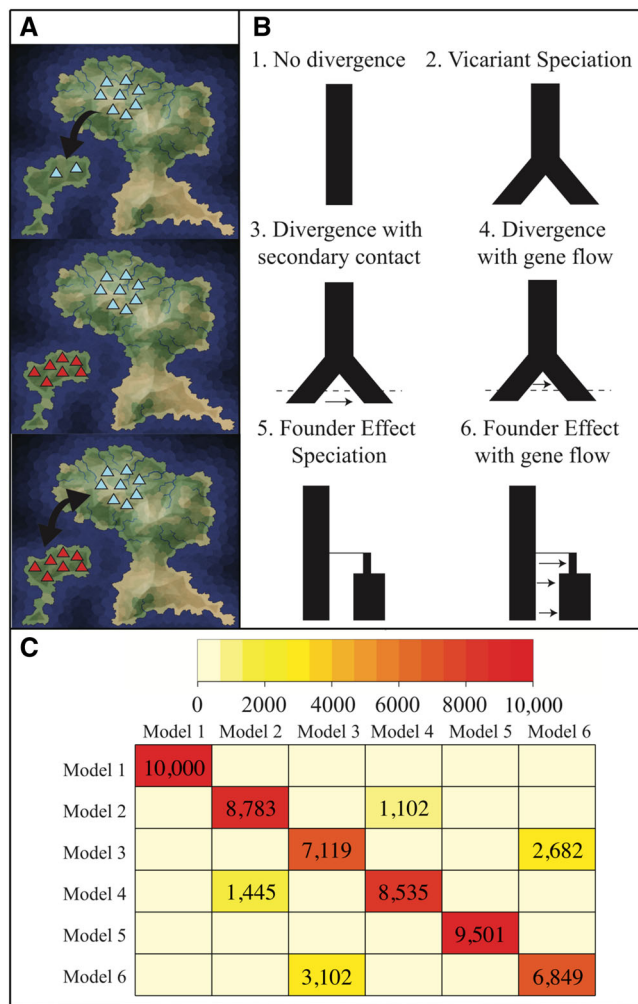 A
B
1. No divergence
2. Vicariant Speciation
3. Divergence with
secondary contact
4. Divergence
with gene flow
5. Founder Effect
Speciation
6. Founder Effect
with gene flow
C
0 2000 4000 6000 8000 10,000
Model 1 Model 2 Model 3 Model 4 Model 5 Model 6
Model 1 10,000
Model 2 8,783 1,102
Model 3 7,119 2,682
Model 4 1,445 8,535
Model 5 9,501
Model 6 3,102 6,849